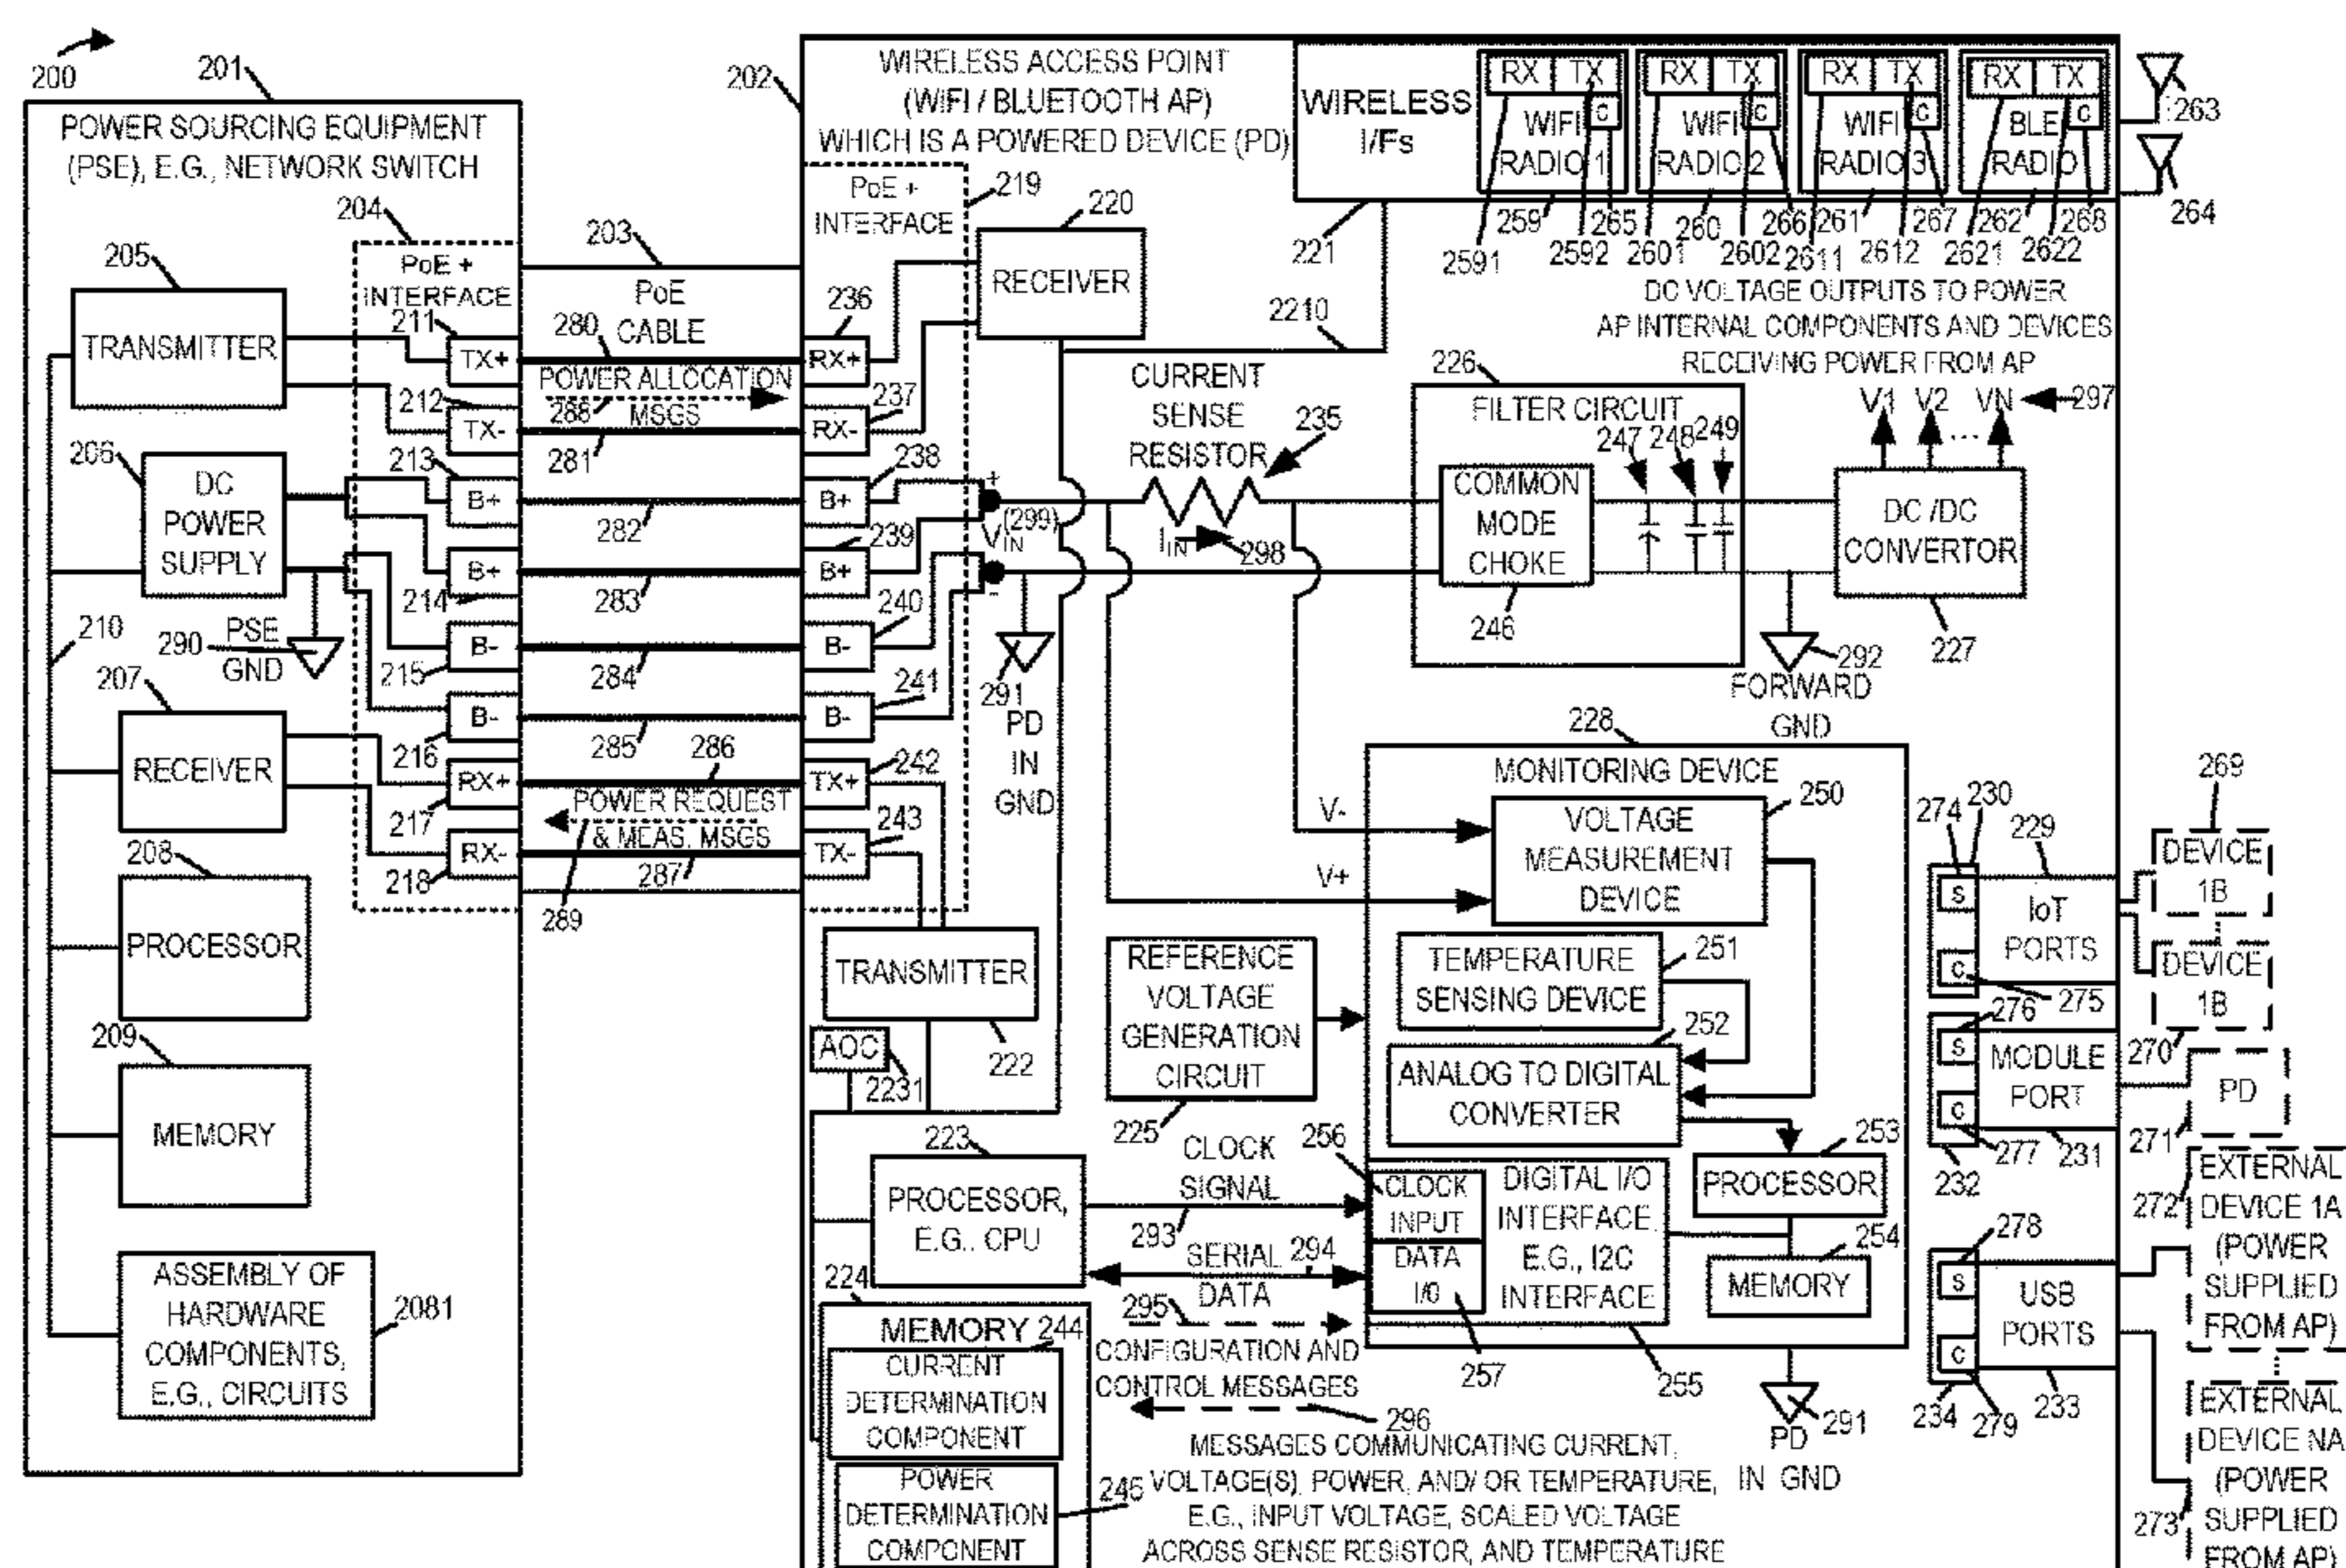 200
201
POWER SOURCING EQUIPMENT
(PSE), E.G., NETWORK SWITCH
204
PoE +
INTERFACE
205
TRANSMITTER
211
TX+
212
TX-
206
DC
POWER
SUPPLY
213
B+
214
B+
210
290
PSE
GND
215
B-
216
B-
207
RECEIVER
217
RX+
218
RX-
208
PROCESSOR
209
MEMORY
ASSEMBLY OF
HARDWARE
COMPONENTS,
E.G., CIRCUITS
2081
203
PoE
CABLE
280
POWER ALLOCATION
288
MSGS
281
282
283
284
285
286
POWER REQUEST
& MEAS. MSGS
287
289
202
WIRELESS ACCESS POINT
(WIFI / BLUETOOTH AP)
WHICH IS A POWERED DEVICE (PD)
PoE +
INTERFACE
219
236
RX+
237
RX-
238
B+
239
B+
240
B-
241
B-
242
TX+
243
TX-
220
RECEIVER
TRANSMITTER
222
AOC
2231
223
PROCESSOR,
E.G., CPU
224
MEMORY
244
CURRENT
DETERMINATION
COMPONENT
POWER
DETERMINATION
COMPONENT
245
WIRELESS
I/Fs
221
2210
RX TX
C
WIFI
RADIO 1
259
265
2591
2592
RX TX
C
WIFI
RADIO 2
260
266
2601
2602
RX TX
C
WIFI
RADIO 3
261
267
2611
2612
RX TX
C
BLE
RADIO
262
268
2621
2622
263
264
DC VOLTAGE OUTPUTS TO POWER
AP INTERNAL COMPONENTS AND DEVICES
RECEIVING POWER FROM AP
V1 V2 VN
...
297
CURRENT
SENSE
RESISTOR
235
+
VIN (299)
-
IIN
298
291
PD
IN
GND
226
FILTER CIRCUIT
247 248 249
COMMON
MODE
CHOKE
246
DC /DC
CONVERTOR
227
292
FORWARD
GND
228
MONITORING DEVICE
V-
V+
VOLTAGE
MEASUREMENT
DEVICE
250
TEMPERATURE
SENSING DEVICE
251
252
ANALOG TO DIGITAL
CONVERTER
253
PROCESSOR
254
MEMORY
REFERENCE
VOLTAGE
GENERATION
CIRCUIT
225
256
CLOCK
INPUT
DATA
I/O
257
DIGITAL I/O
INTERFACE,
E.G., I2C
INTERFACE
255
CLOCK
SIGNAL
293
SERIAL
DATA
294
295
CONFIGURATION AND
CONTROL MESSAGES
296
MESSAGES COMMUNICATING CURRENT,
VOLTAGE(S), POWER, AND/ OR TEMPERATURE,
E.G., INPUT VOLTAGE, SCALED VOLTAGE
ACROSS SENSE RESISTOR, AND TEMPERATURE
PD
IN GND
291
274
230
229
S
C
IoT
PORTS
275
276
S
C
MODULE
PORT
277
231
232
278
S
C
USB
PORTS
234
279
233
269
DEVICE
1B
DEVICE
1B
270
PD
271
272
EXTERNAL
DEVICE 1A
(POWER
SUPPLIED
FROM AP)
EXTERNAL
DEVICE NA
(POWER
SUPPLIED
FROM AP)
273